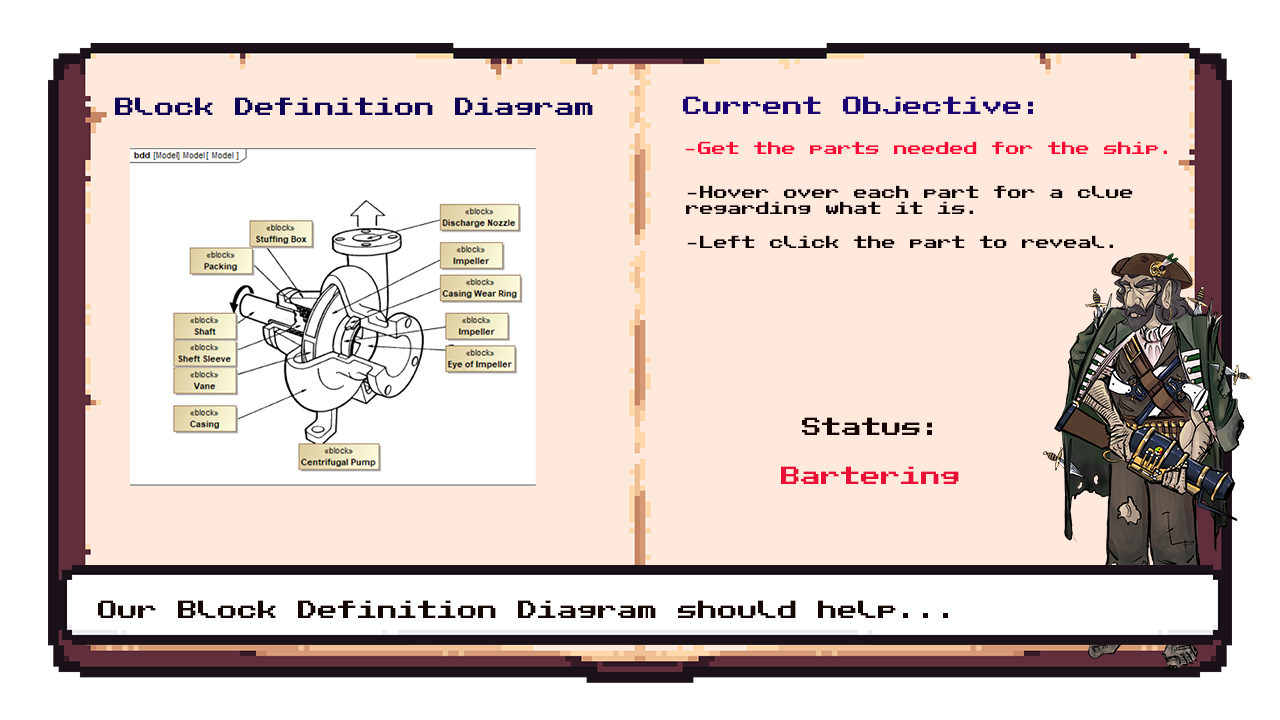 Block Definition Diagram
bdd [Model] Model[ Model ]
«block»
Discharge Nozzle
«block»
Stuffing Box
«block»
Impeller
«block»
Packing
«block»
Casing Wear Ring
«block»
Shaft
«block»
Impeller
«block»
Sheft Sleeve
«block»
Eye of Impeller
«block»
Vane
«block»
Casing
«block»
Centrifugal Pump
Current Objective:
-Get the parts needed for the ship.
-Hover over each part for a clue
regarding what it is.
-Left click the part to reveal.
Status:
Bartering
Our Block Definition Diagram should help...